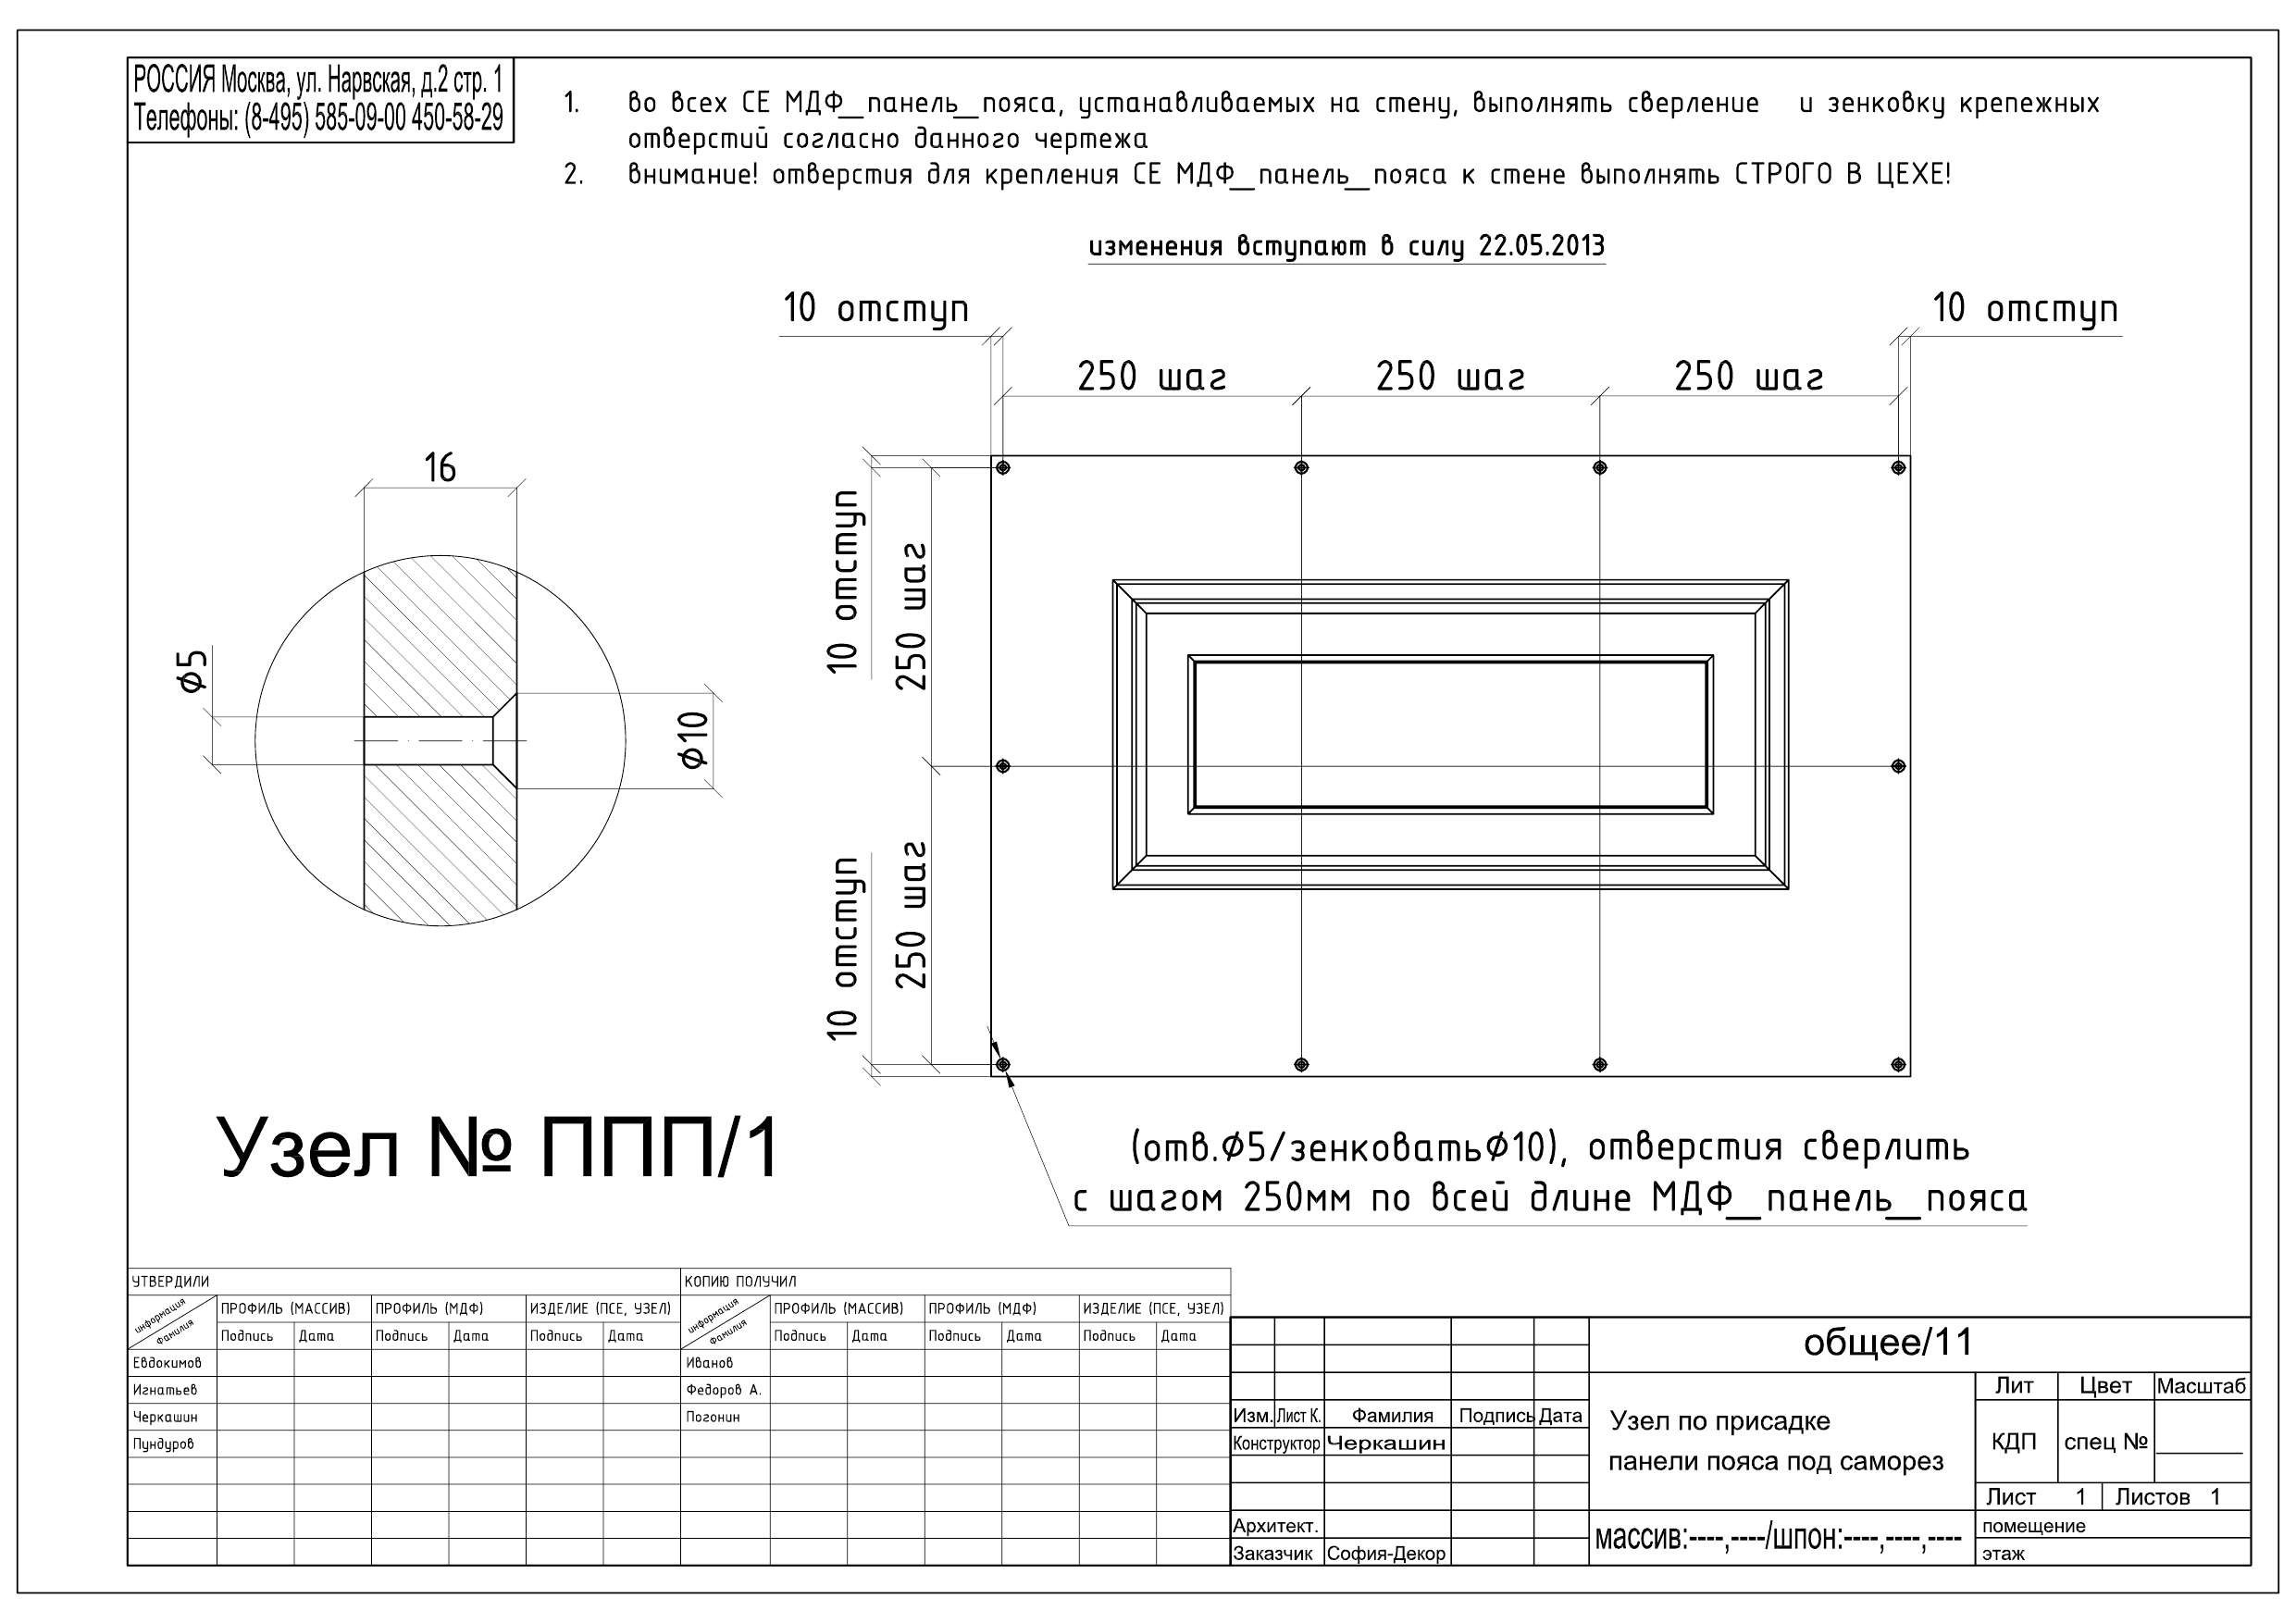 РОССИЯ Москва, ул. Нарвская, д.2 стр. 1
Телефоны: (8-495) 585-09-00 450-58-29
1. во всех СЕ МДФ_панель_пояса, устанавливаемых на стену, выполнять сверление и зенковку крепежных
отверстий согласно данного чертежа
2. внимание! отверстия для крепления СЕ МДФ_панель_пояса к стене выполнять СТРОГО В ЦЕХЕ!
изменения вступают в силу 22.05.2013
10 отступ
10 отступ
250 шаг
250 шаг
250 шаг
16
10 отступ
250 шаг
ϕ5
ϕ10
10 отступ
250 шаг
Узел № ППП/1
(отв.ϕ5/зенковатьϕ10), отверстия сверлить
с шагом 250мм по всей длине МДФ_панель_пояса
УТВЕРДИЛИ
КОПИЮ ПОЛУЧИЛ
информация
фамилия
ПРОФИЛЬ (МАССИВ)
ПРОФИЛЬ (МДФ)
ИЗДЕЛИЕ (ПСЕ, УЗЕЛ)
информация
фамилия
ПРОФИЛЬ (МАССИВ)
ПРОФИЛЬ (МДФ)
ИЗДЕЛИЕ (ПСЕ, УЗЕЛ)
Подпись Дата Подпись Дата Подпись Дата
Подпись Дата Подпись Дата Подпись Дата
Евдокимов
Иванов
Игнатьев
Федоров А.
Черкашин
Погонин
Пундуров
общее/11
Изм. Лист К. Фамилия Подпись Дата
Конструктор Черкашин
Архитект.
Заказчик София-Декор
Узел по присадке
панели пояса под саморез
массив:----,----/шпон:----,----,----
Лит Цвет Масштаб
КДП спец № _______
Лист 1 Листов 1
помещение
этаж